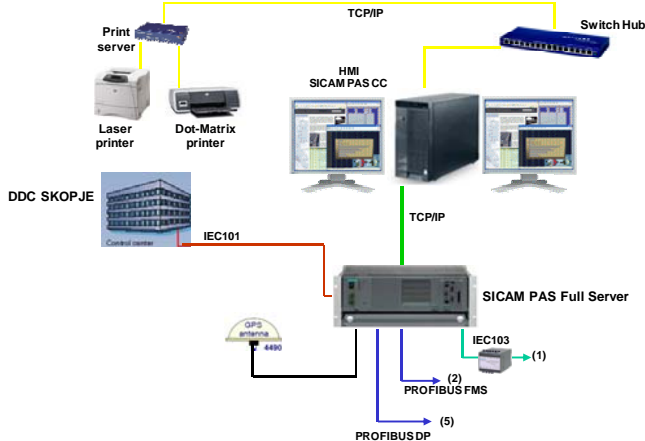 TCP/IP
Print
server
Switch Hub
HMI
SICAM PAS CC
Laser
printer
Dot-Matrix
printer
DDC SKOPJE
Control center
IEC101
TCP/IP
SICAM PAS Full Server
GPS
antenna
4490
IEC103
(1)
(2)
PROFIBUS FMS
(5)
PROFIBUS DP